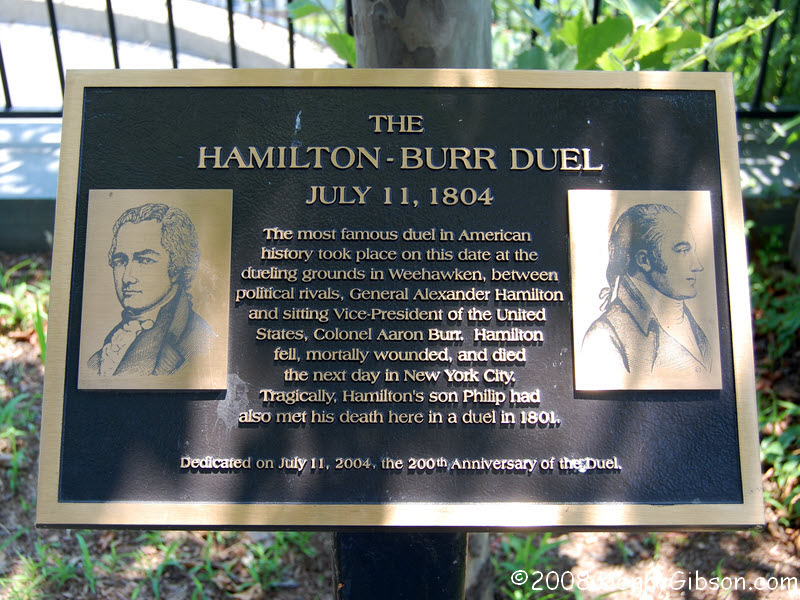 THE
HAMILTON-BURR DUEL
JULY 11, 1804
The most famous duel in American
history took place on this date at the
dueling grounds in Weehawken, between
political rivals, General Alexander Hamilton
and sitting Vice-President of the United
States, Colonel Aaron Burr. Hamilton
fell, mortally wounded, and died
the next day in New York City.
Tragically, Hamilton's son Philip had
also met his death here in a duel in 1801.
Dedicated on July 11, 2004, the 200th Anniversary of the Duel.
©2008 Gibson.com